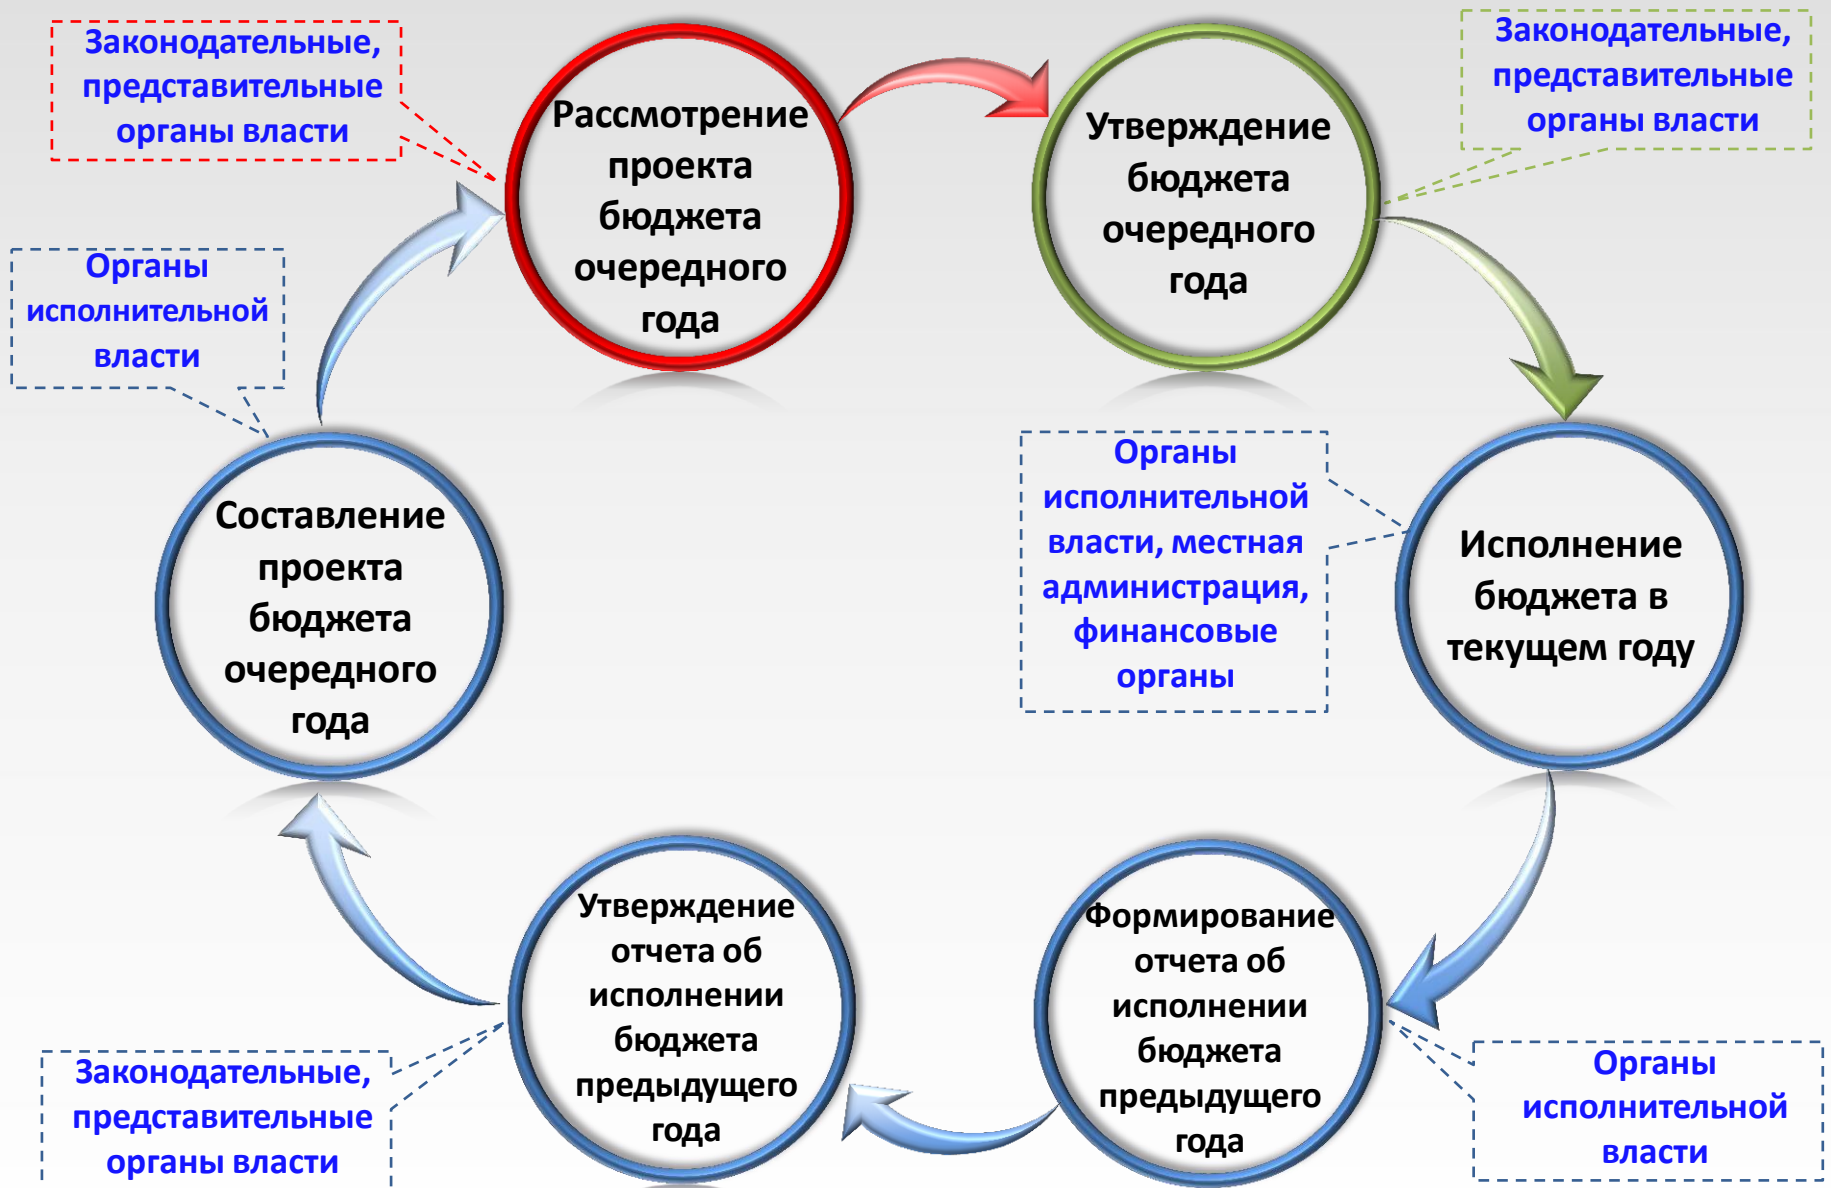 Законодательные,
представительные
органы власти
Рассмотрение
проекта
бюджета
очередного
года
Утверждение
бюджета
очередного
года
Законодательные,
представительные
органы власти
Органы
исполнительной
власти
Составление
проекта
бюджета
очередного
года
Органы
исполнительной
власти, местная
администрация,
финансовые
органы
Исполнение
бюджета в
текущем году
Утверждение
отчета об
исполнении
бюджета
предыдущего
года
Формирование
отчета об
исполнении
бюджета
предыдущего
года
Законодательные,
представительные
органы власти
Органы
исполнительной
власти